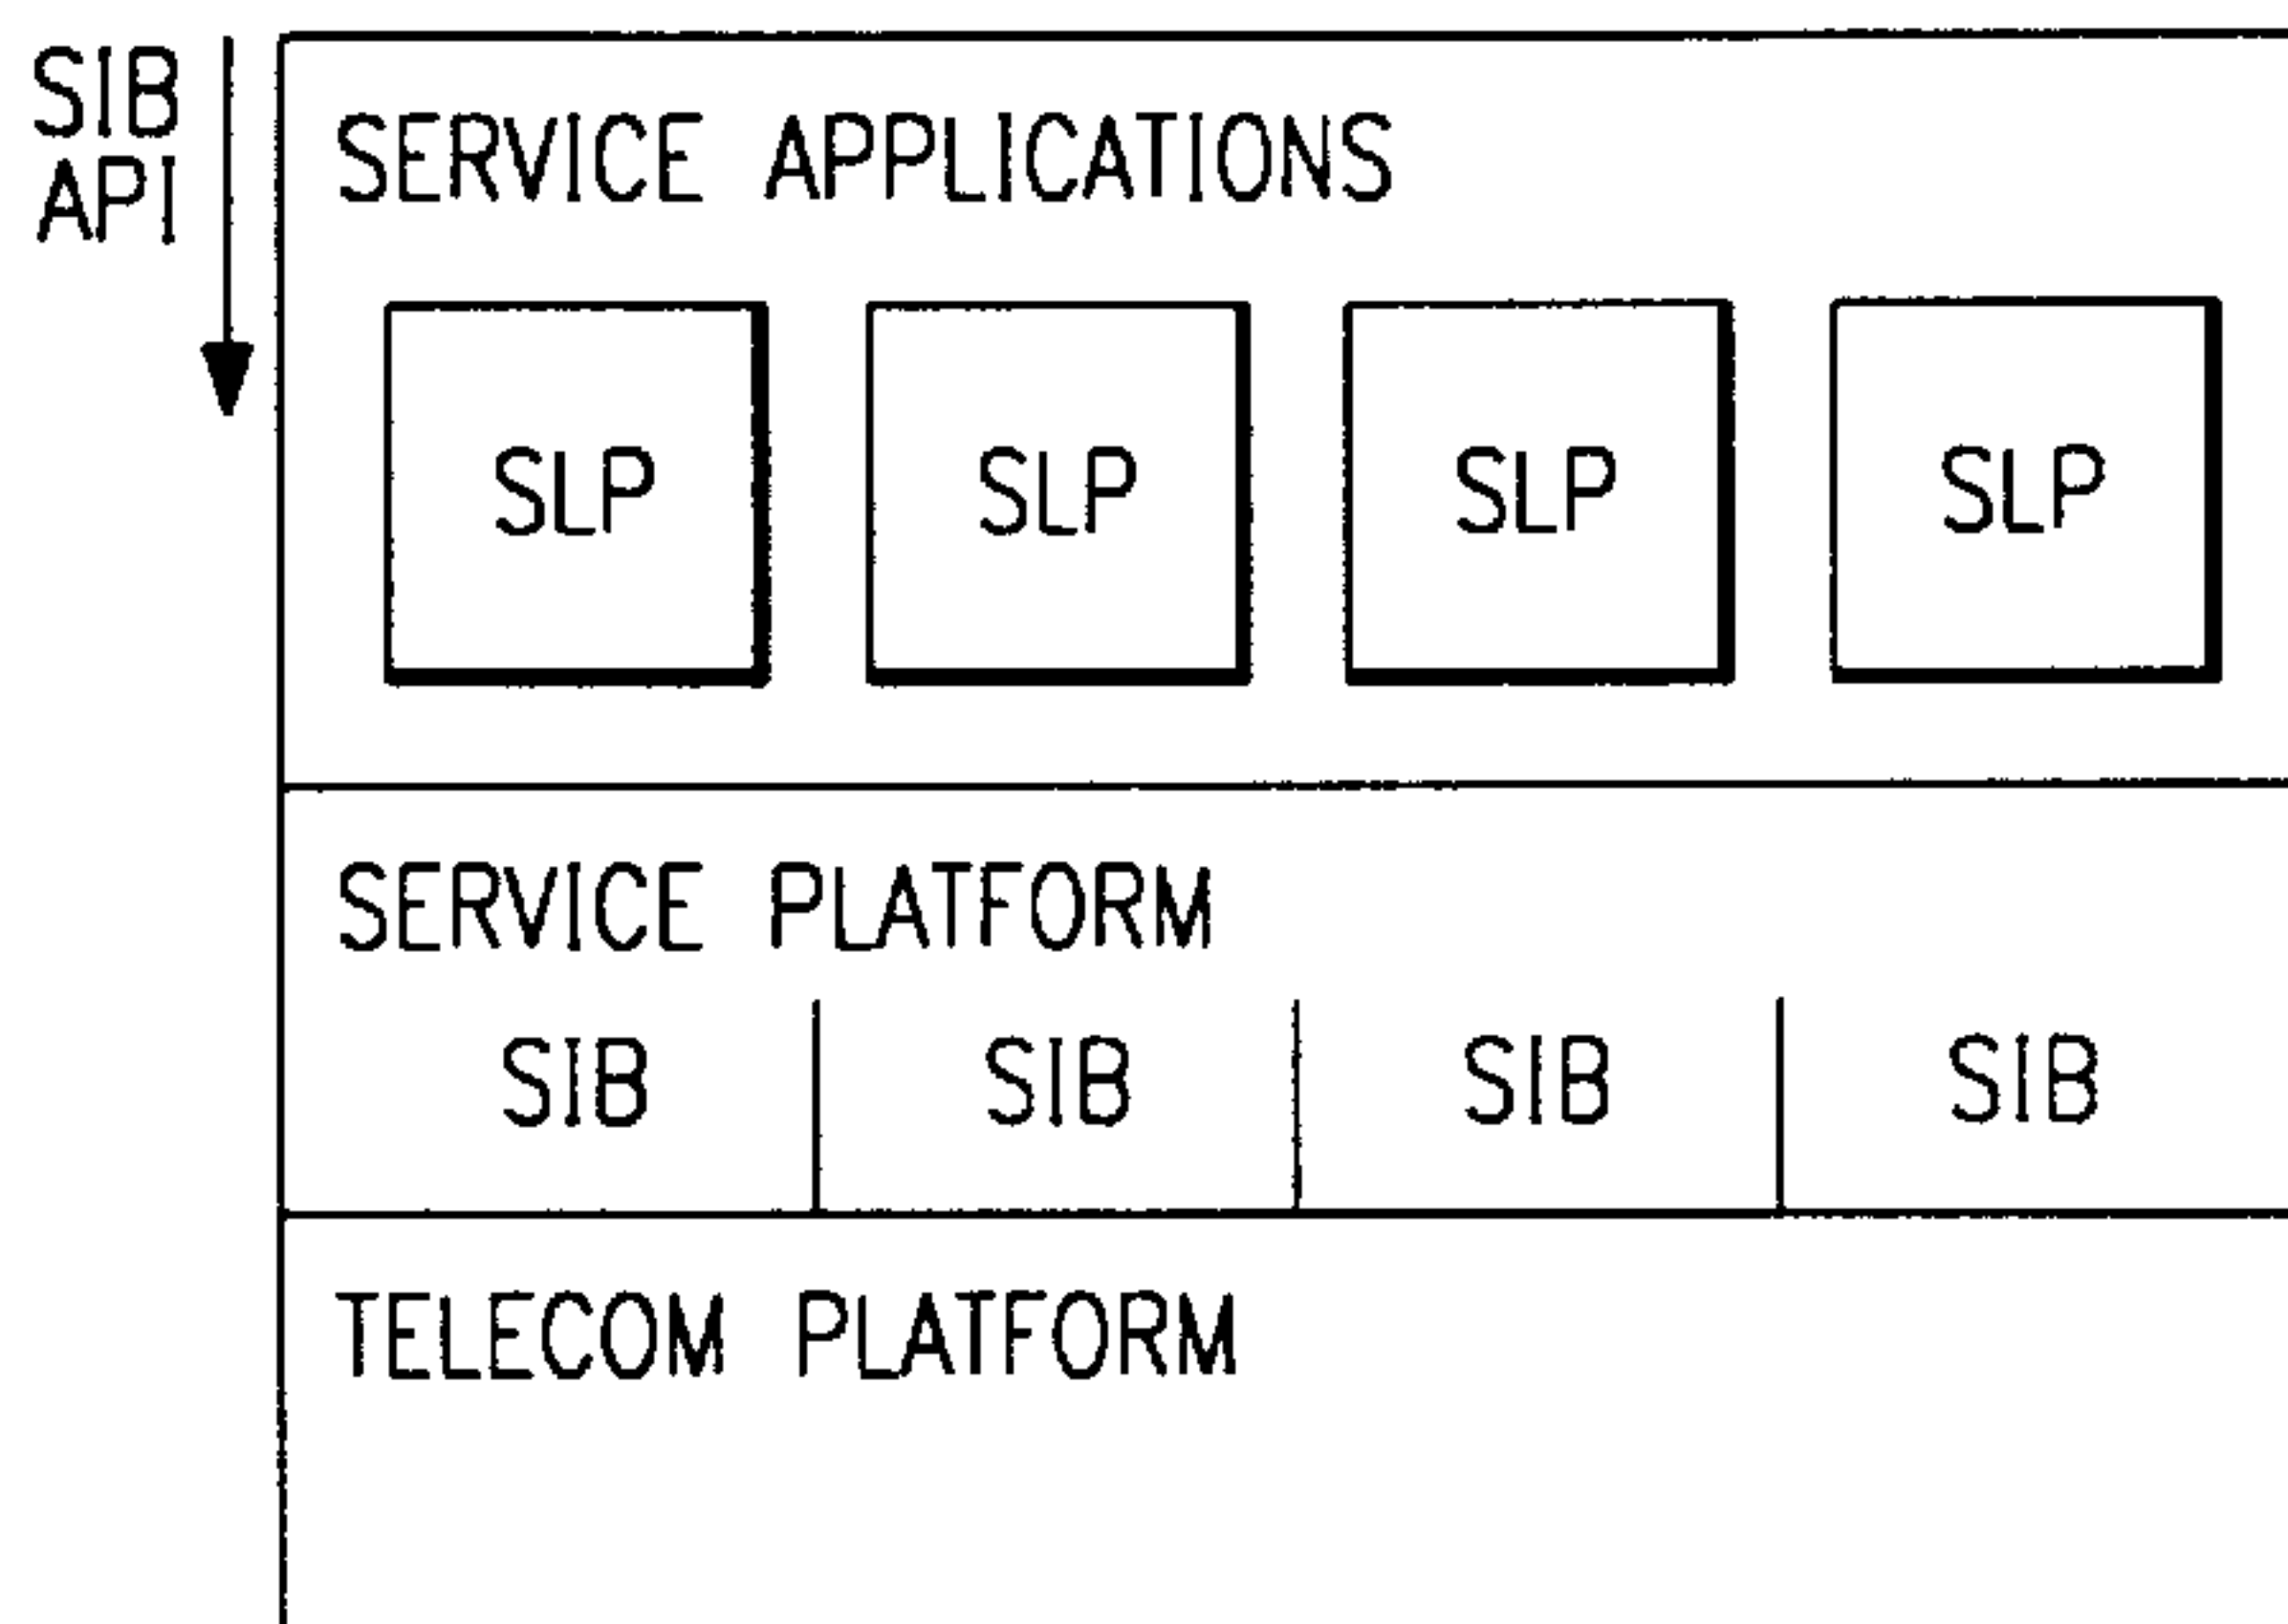 SIB
API
SERVICE APPLICATIONS
SLP SLP SLP SLP
SERVICE PLATFORM
SIB SIB SIB SIB
TELECOM PLATFORM